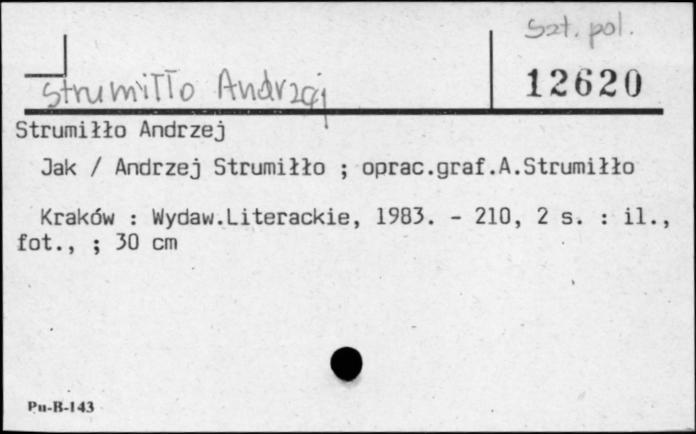 Szt. pol.
Strumiłło Andrzej
12620
Strumiłło Andrzej
Jak / Andrzej Strumiłło ; oprac.graf.A.Strumiłło
Kraków : Wydaw.Literackie, 1983. - 210, 2 s. : il.,
fot., ; 30 cm
Pu-B-143